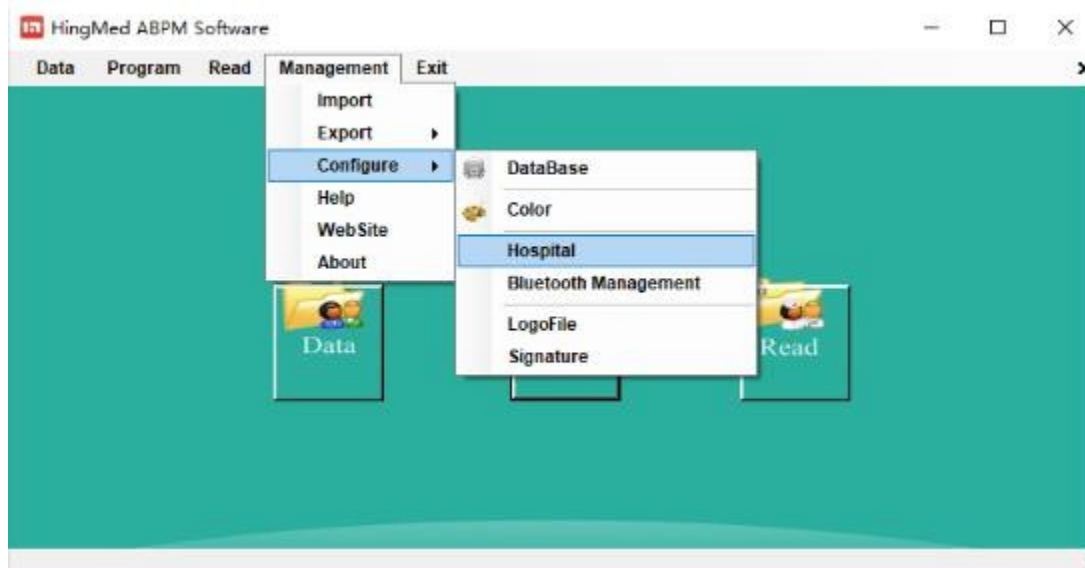 HingMed ABPM Software
Data Program Read Management Exit
Import
Export
Configure
Help
WebSite
About
DataBase
Color
Hospital
Bluetooth Management
LogoFile
Signature
Data
Read